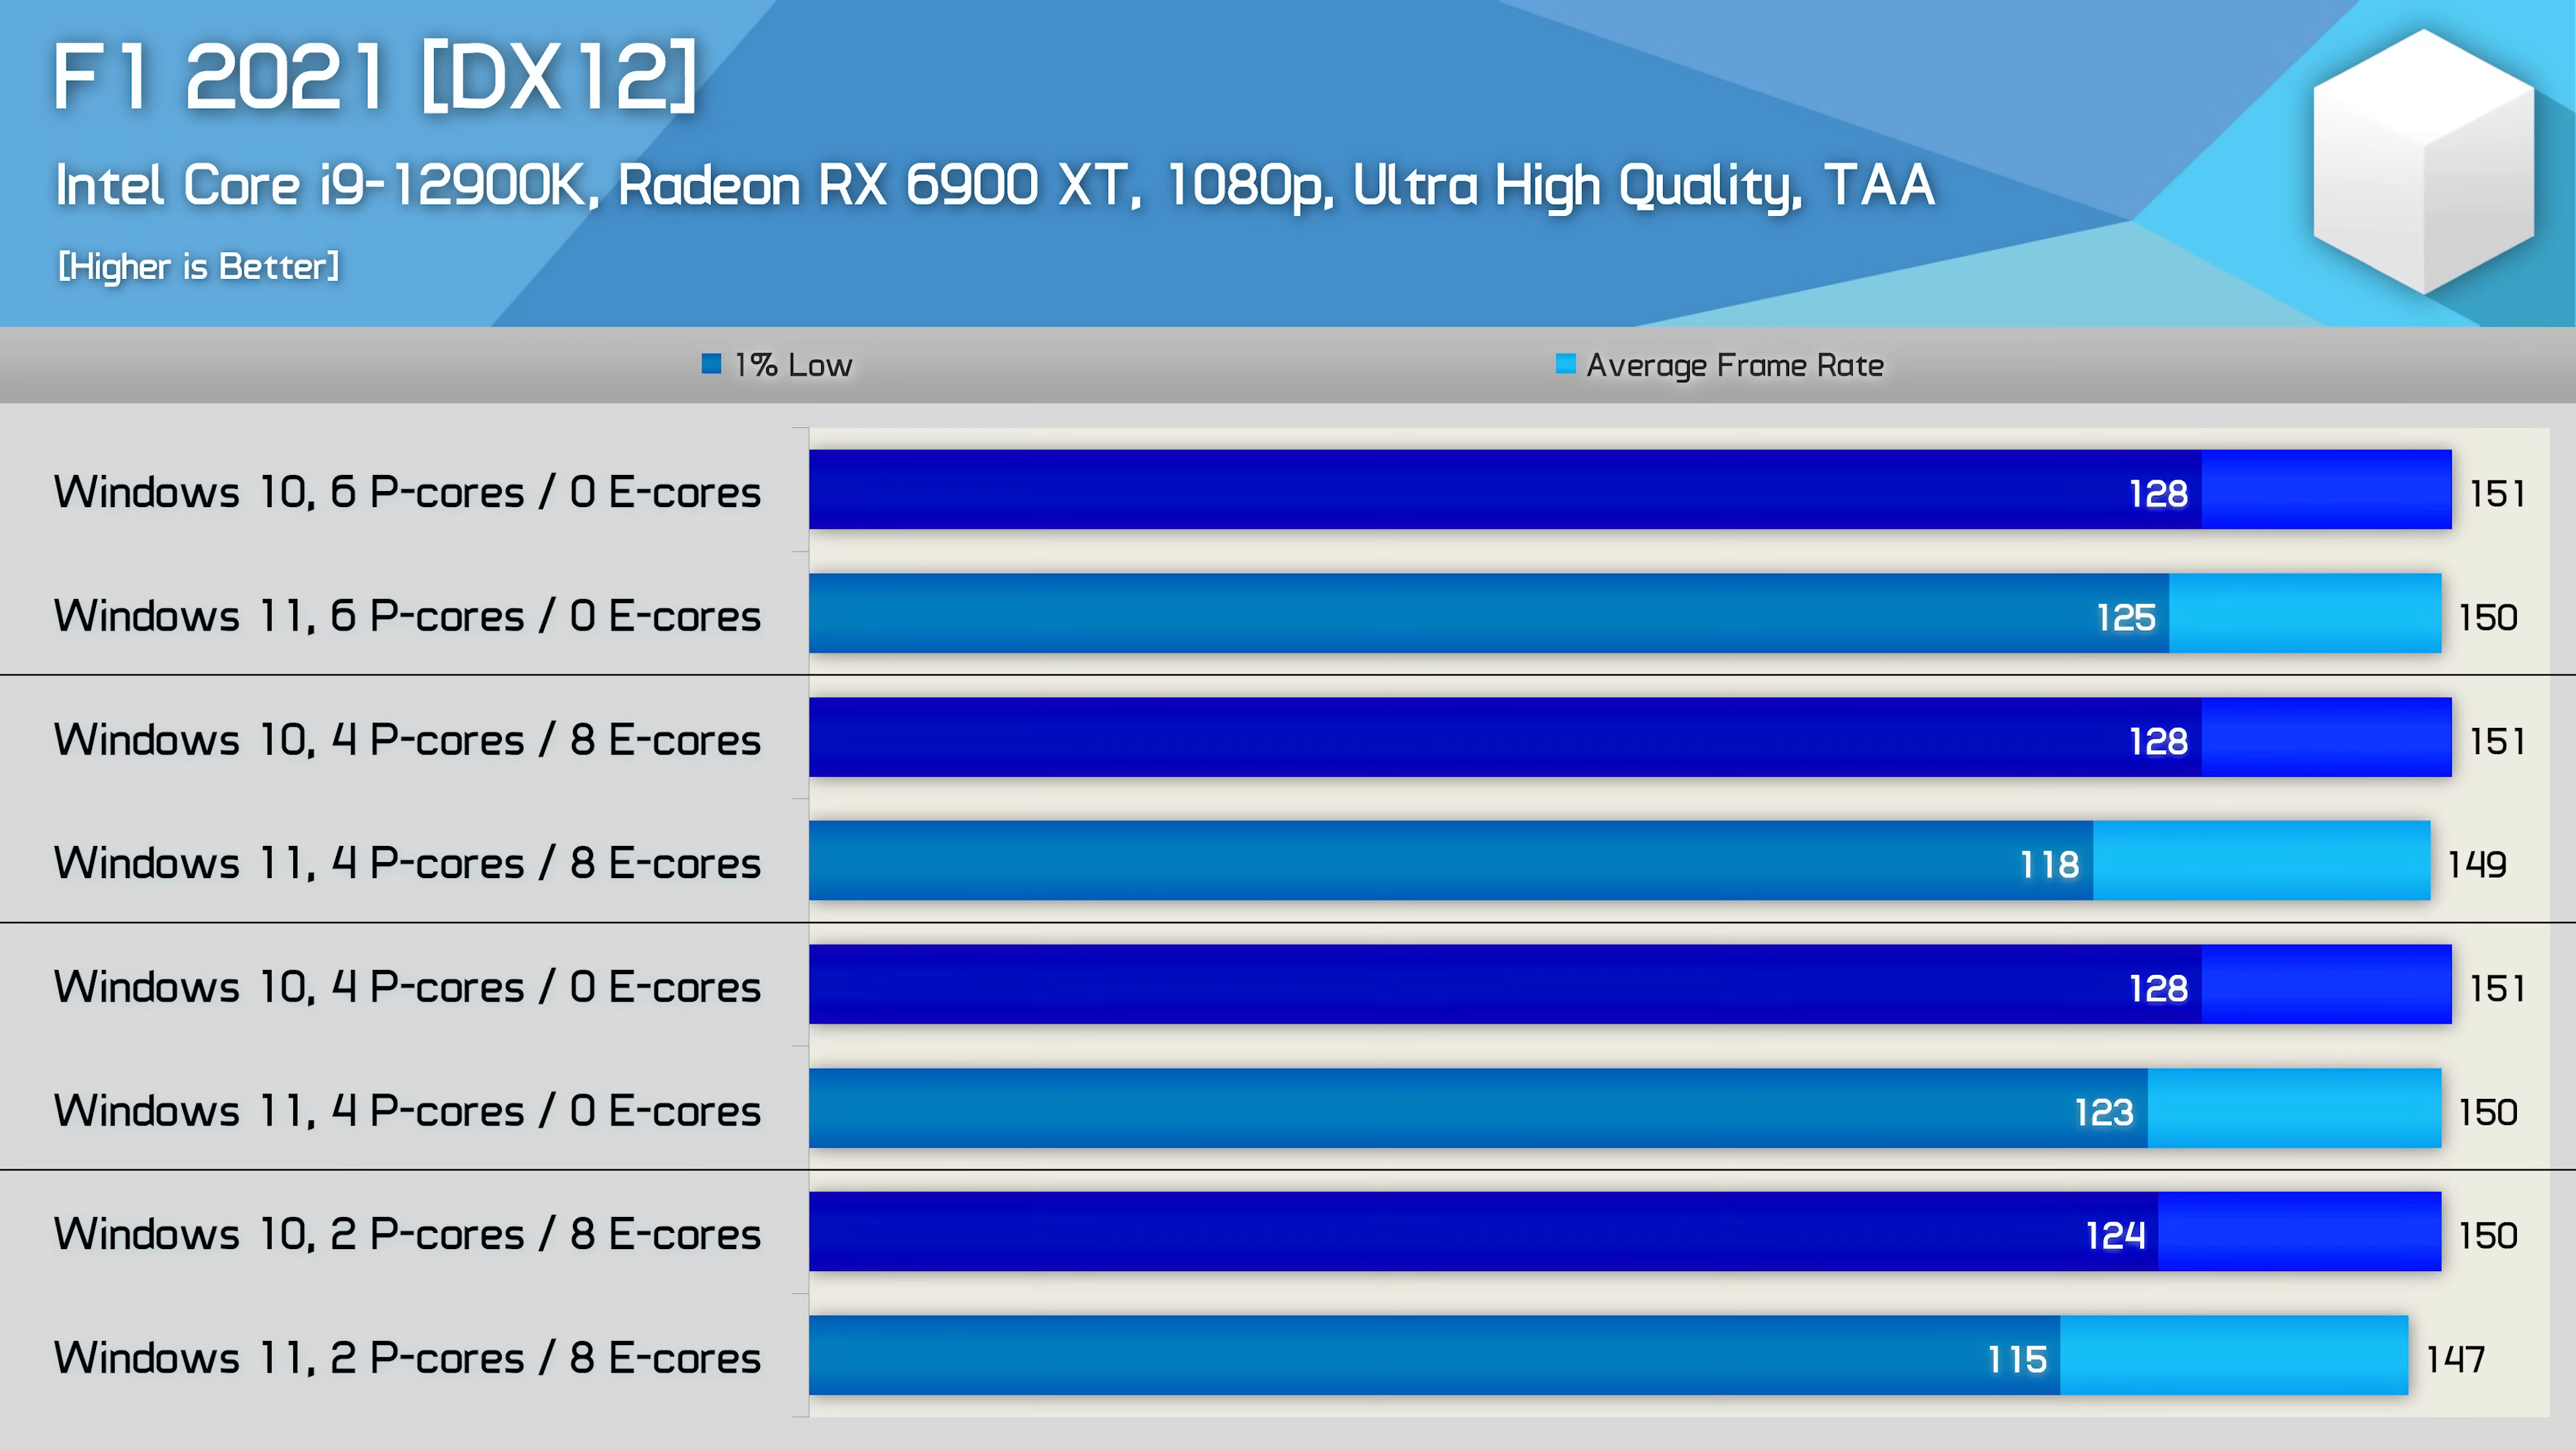 F1 2021 [DX12]
Intel Core i9-12900K, Radeon RX 6900 XT, 1080p, Ultra High Quality, TAA
[Higher is Better]
1% Low Average Frame Rate
Windows 10, 6 P-cores / 0 E-cores 128 151
Windows 11, 6 P-cores / 0 E-cores 125 150
Windows 10, 4 P-cores / 8 E-cores 128 151
Windows 11, 4 P-cores / 8 E-cores 118 149
Windows 10, 4 P-cores / 0 E-cores 128 151
Windows 11, 4 P-cores / 0 E-cores 123 150
Windows 10, 2 P-cores / 8 E-cores 124 150
Windows 11, 2 P-cores / 8 E-cores 115 147